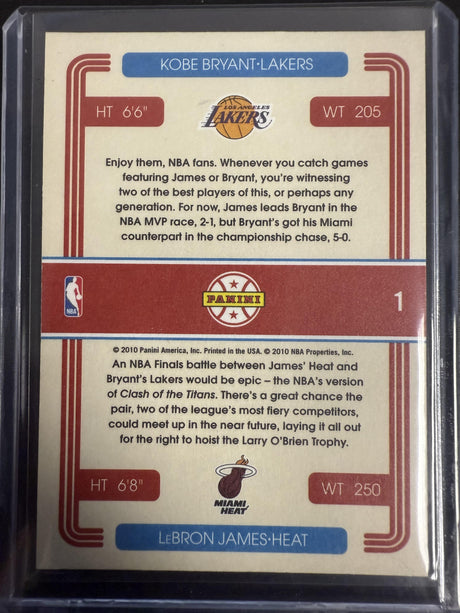 KOBE BRYANT•LAKERS
HT 6'6"
LOS ANGELES
LAKERS
WT 205
Enjoy them, NBA fans. Whenever you catch games
featuring James or Bryant, you're witnessing
two of the best players of this, or perhaps any
generation. For now, James leads Bryant in the
NBA MVP race, 2-1, but Bryant's got his Miami
counterpart in the championship chase, 5-0.
NBA
PANINI
1
© 2010 Panini America, Inc. Printed in the USA. © 2010 NBA Properties, Inc.
An NBA Finals battle between James' Heat and
Bryant's Lakers would be epic – the NBA's version
of Clash of the Titans. There's a great chance the
pair, two of the league's most fiery competitors,
could meet up in the near future, laying it all out
for the right to hoist the Larry O'Brien Trophy.
HT 6'8"
MIAMI
HEAT
WT 250
LEBRON JAMES•HEAT